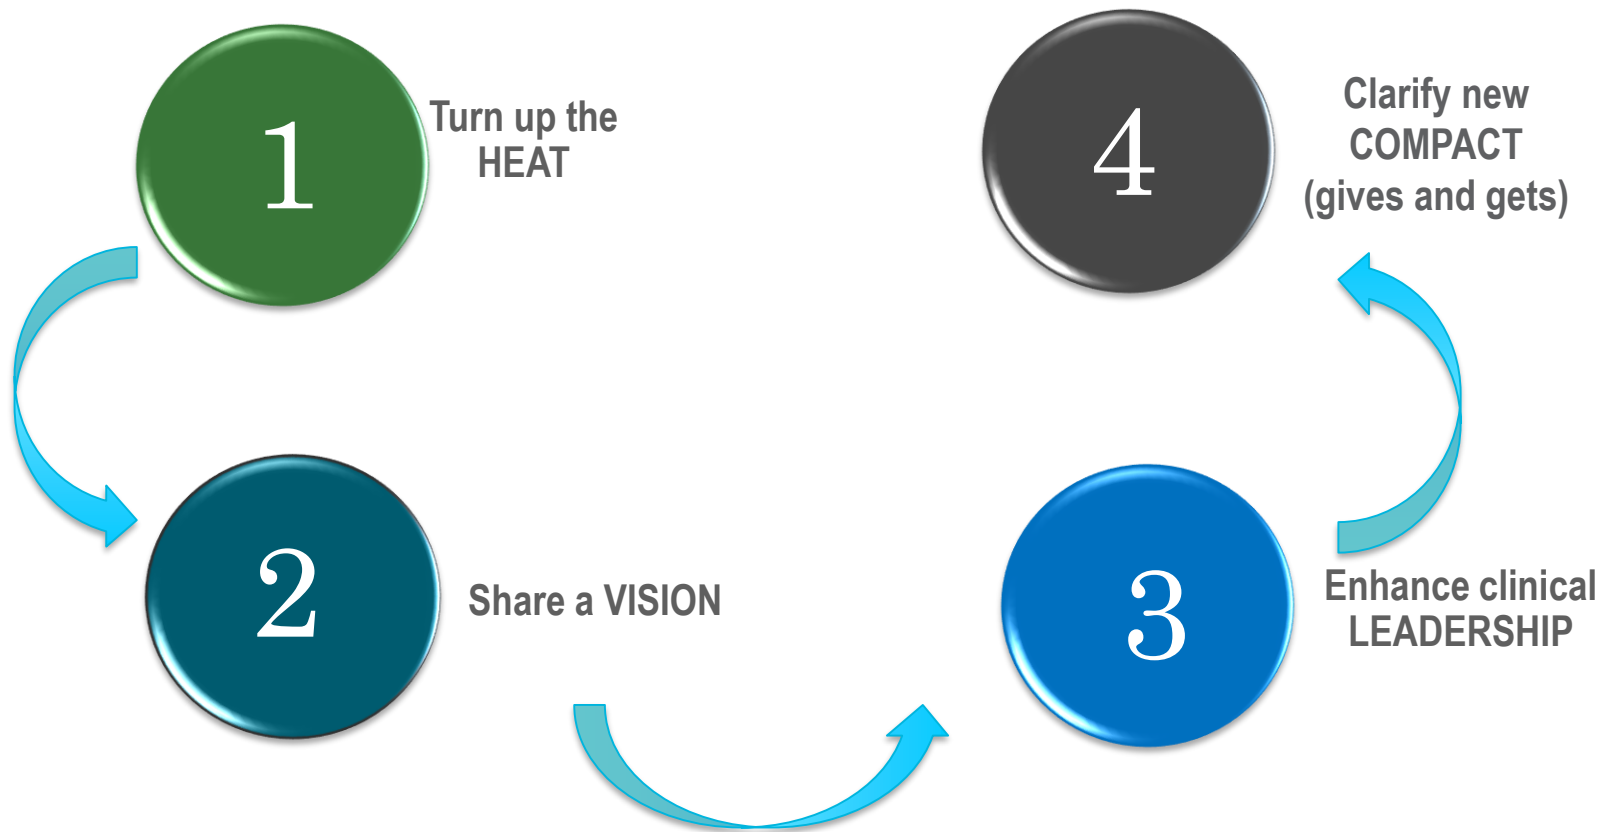 1
Turn up the
HEAT
2
Share a VISION
3
Enhance clinical
LEADERSHIP
4
Clarify new
COMPACT
(gives and gets)